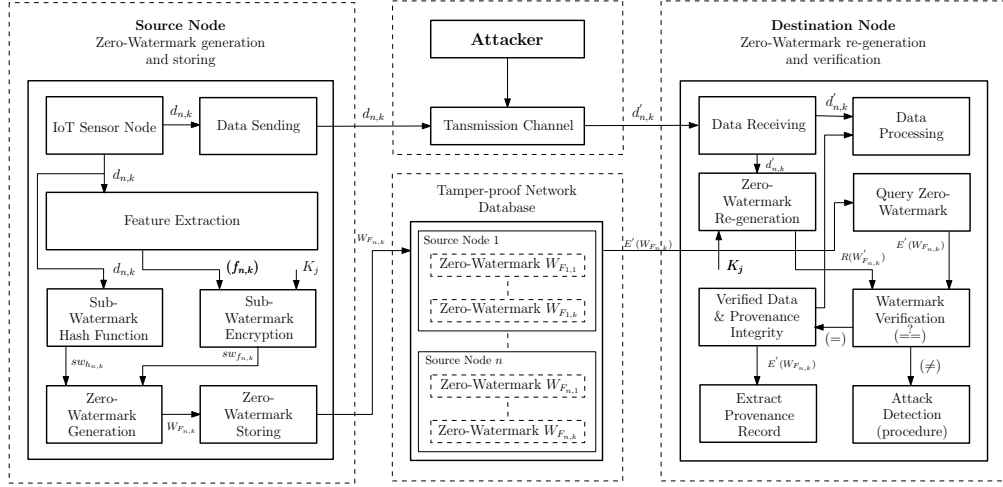 Source Node
Zero-Watermark generation
and storing
IoT Sensor Node
d_{n,k}
Data Sending
d_{n,k}
d_{n,k}
Feature Extraction
d_{n,k}
(f_{n,k})
K_j
Sub-
Watermark
Hash Function
Sub-
Watermark
Encryption
sw_{h_{n,k}}
sw_{f_{n,k}}
Zero-
Watermark
Generation
W_{F_{n,k}}
Zero-
Watermark
Storing
W_{F_{n,k}}
Attacker
Tansmission Channel
d'_{n,k}
Tamper-proof Network
Database
Source Node 1
Zero-Watermark W_{F_{1,1}}
Zero-Watermark W_{F_{1,k}}
Source Node n
Zero-Watermark W_{F_{n,1}}
Zero-Watermark W_{F_{n,k}}
E'(W_{F_{n,k}})
Destination Node
Zero-Watermark re-generation
and verification
Data Receiving
d'_{n,k}
Data
Processing
d'_{n,k}
Zero-
Watermark
Re-generation
K_j
Query Zero-
Watermark
E'(W_{F_{n,k}})
R(W'_{F_{n,k}})
Verified Data
& Provenance
Integrity
(=)
Watermark
Verification
(==)
?
E'(W_{F_{n,k}})
(≠)
Extract
Provenance
Record
Attack
Detection
(procedure)